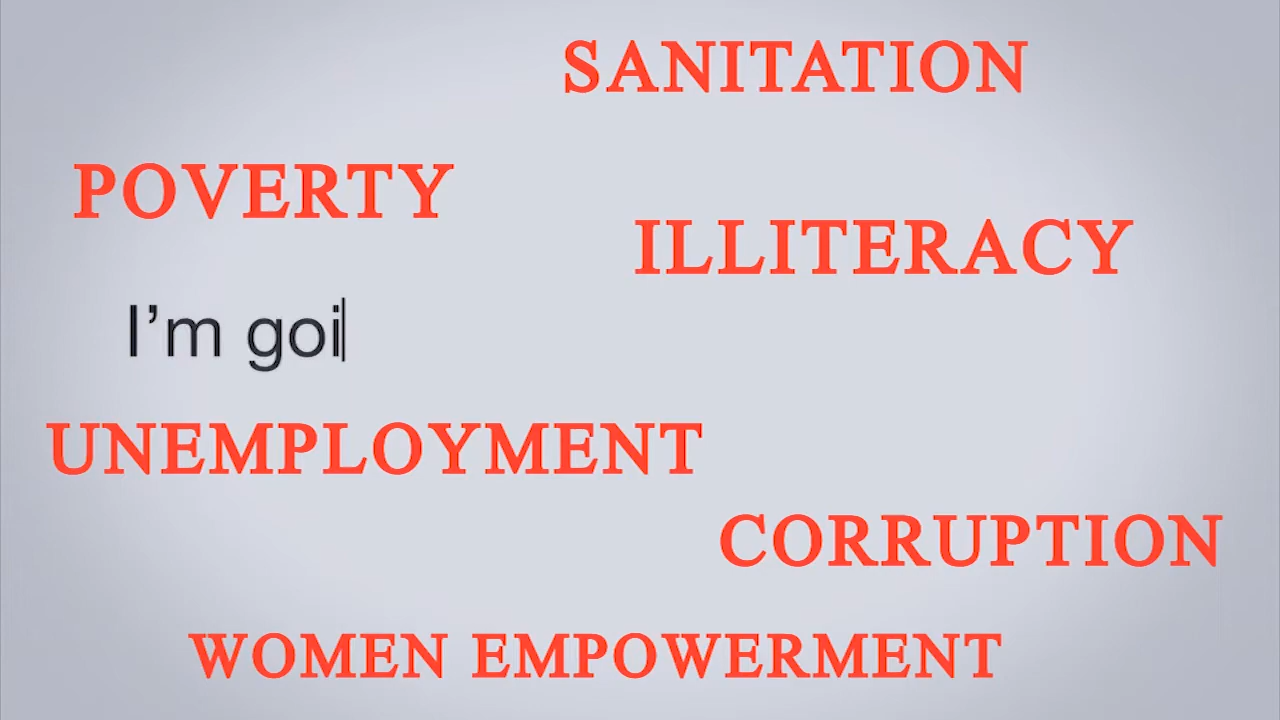 SANITATION
POVERTY
ILLITERACY
I’m goi
UNEMPLOYMENT
CORRUPTION
WOMEN EMPOWERMENT